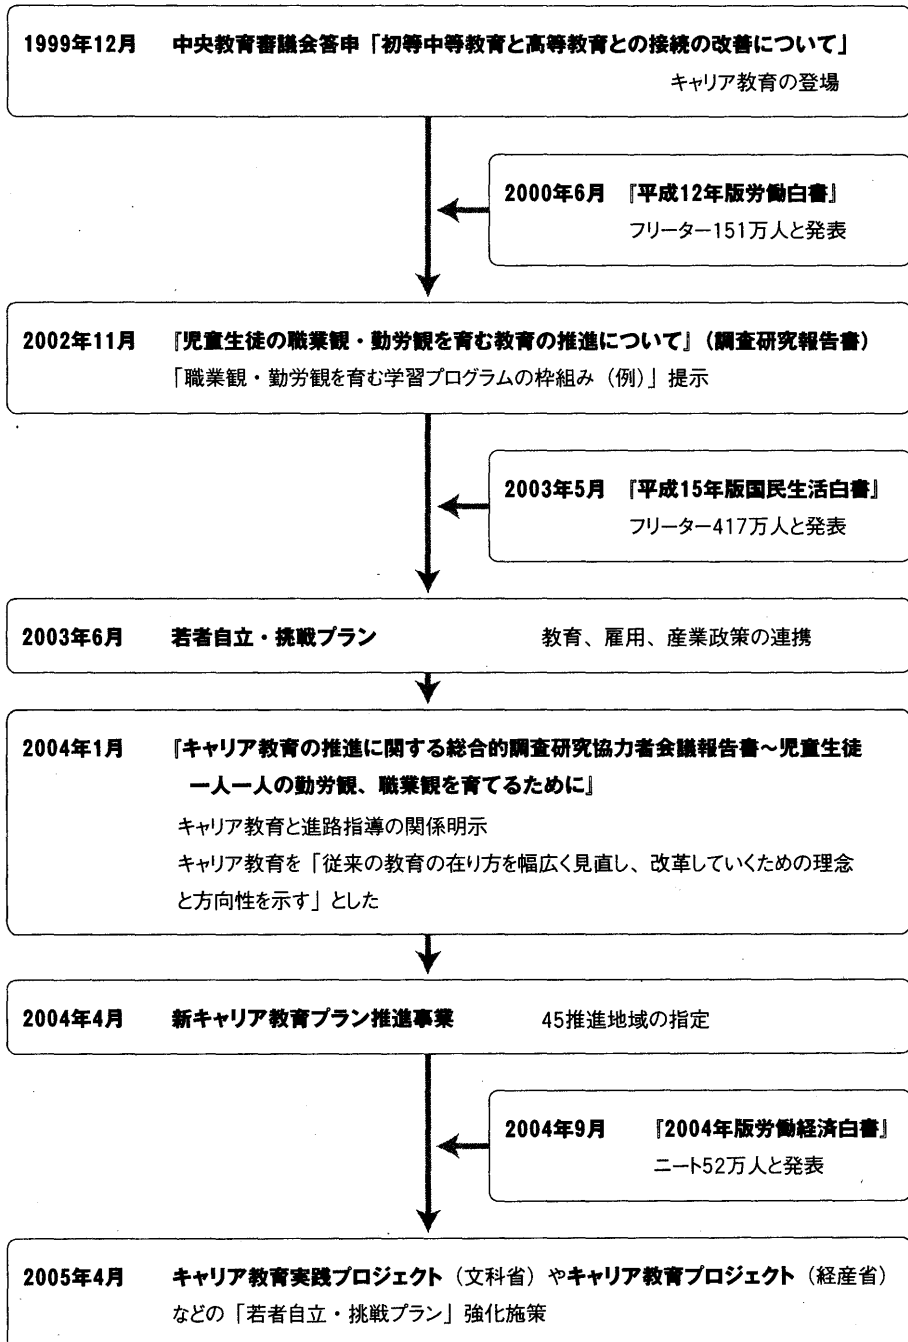 1999年12月 中央教育審議会答申「初等中等教育と高等教育との接続の改善について」
キャリア教育の登場
2000年6月 『平成12年版労働白書』
フリーター151万人と発表
2002年11月 『児童生徒の職業観・勤労観を育む教育の推進について』（調査研究報告書）
「職業観・勤労観を育む学習プログラムの枠組み（例）」提示
2003年5月 『平成15年版国民生活白書』
フリーター417万人と発表
2003年6月 若者自立・挑戦プラン 教育、雇用、産業政策の連携
2004年1月 『キャリア教育の推進に関する総合的調査研究協力者会議報告書～児童生徒
一人一人の勤労観、職業観を育てるために』
キャリア教育と進路指導の関係明示
キャリア教育を「従来の教育の在り方を幅広く見直し、改革していくための理念
と方向性を示す」とした
2004年4月 新キャリア教育プラン推進事業 45推進地域の指定
2004年9月 『2004年版労働経済白書』
ニート52万人と発表
2005年4月 キャリア教育実践プロジェクト（文科省）やキャリア教育プロジェクト（経産省）
などの「若者自立・挑戦プラン」強化施策